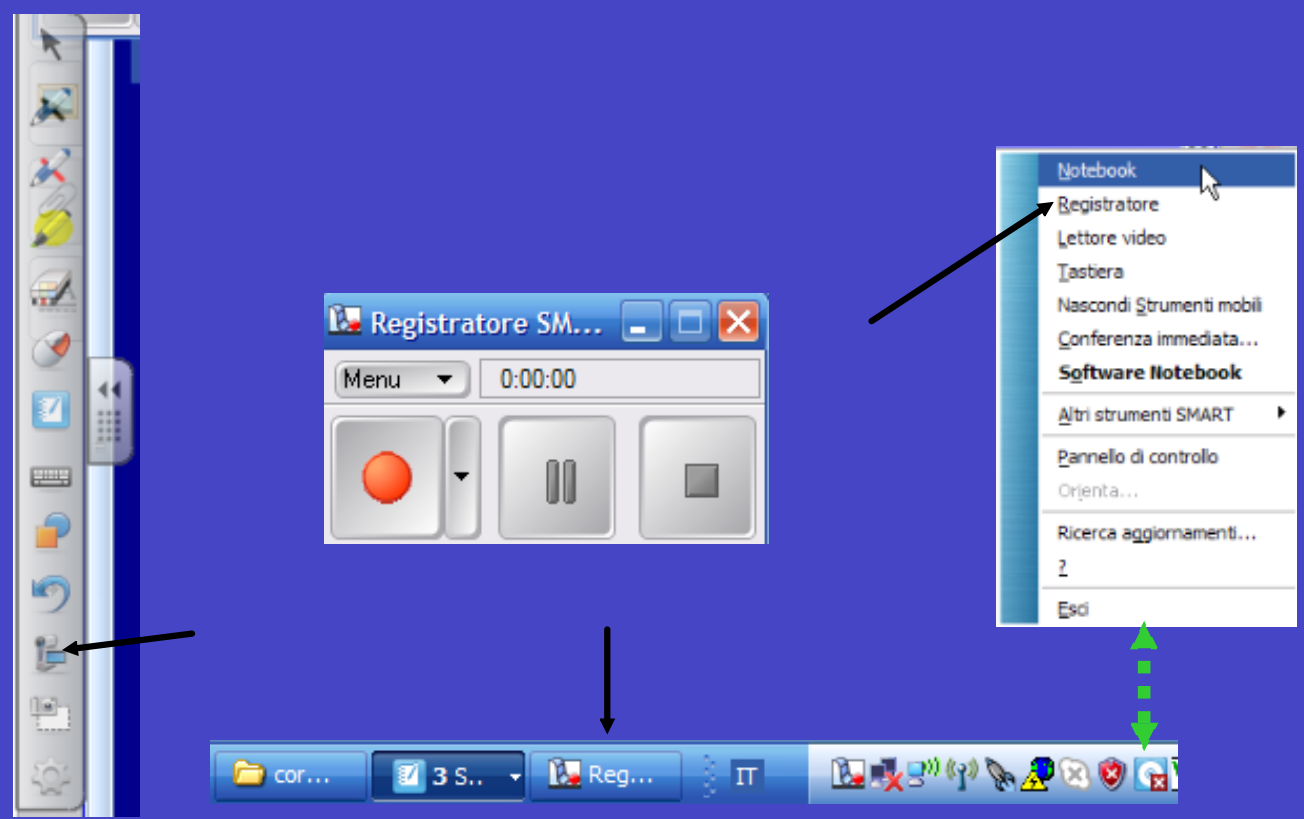 Registratore SM...
Menu
0:00:00
Notebook
Registratore
Lettore video
Tastiera
Nascondi Strumenti mobili
Conferenza immediata...
Software Notebook
Altri strumenti SMART
Pannello di controllo
Orienta...
Ricerca aggiornamenti...
?
Esci
cor...
3 S..
Reg...
IT